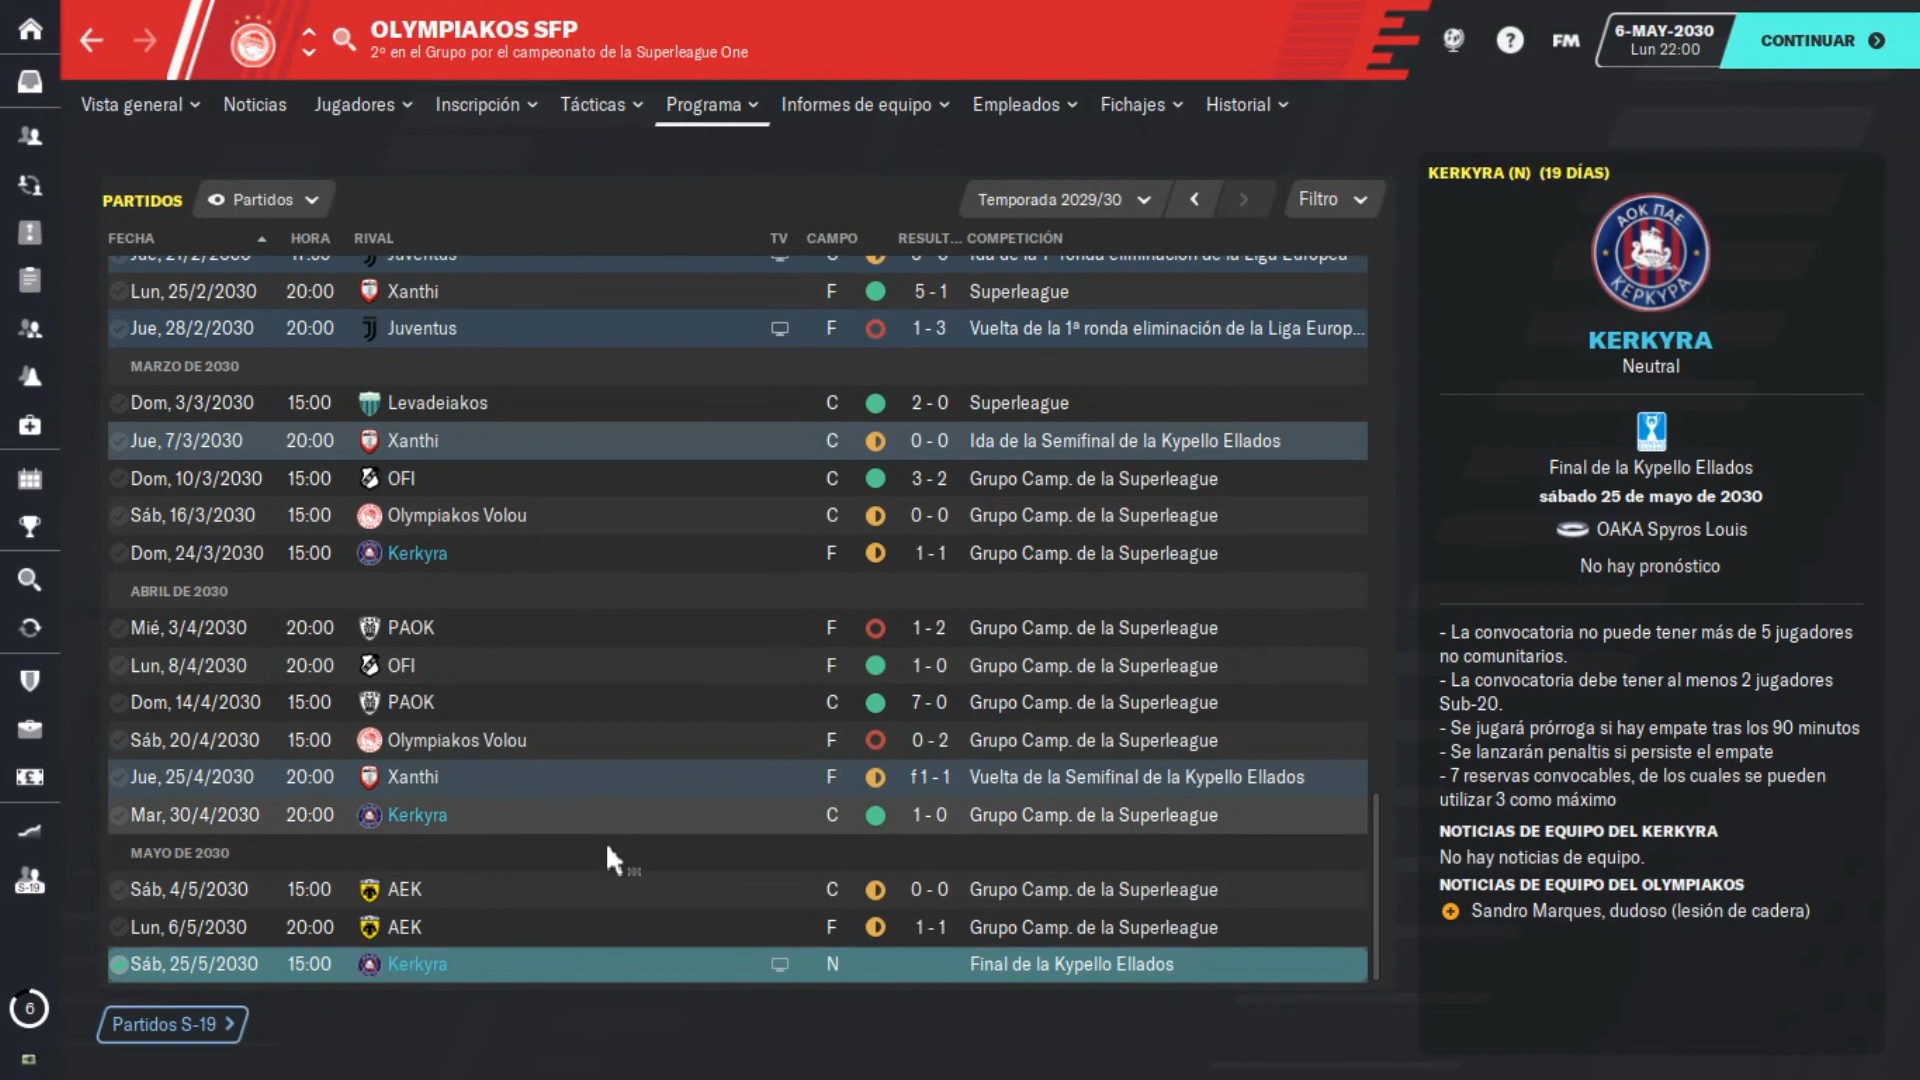 OLYMPIAKOS SFP
2º en el Grupo por el campeonato de la Superleague One
FM
6-MAY-2030
Lun 22:00
CONTINUAR
Vista general Noticias Jugadores Inscripción Tácticas Programa Informes de equipo Empleados Fichajes Historial
PARTIDOS Partidos Temporada 2029/30 Filtro
FECHA HORA RIVAL TV CAMPO RESULT... COMPETICIÓN
Lun, 25/2/2030 20:00 Xanthi F 5 - 1 Superleague
Jue, 28/2/2030 20:00 Juventus F 1 - 3 Vuelta de la 1ª ronda eliminación de la Liga Europ...
MARZO DE 2030
Dom, 3/3/2030 15:00 Levadeiakos C 2 - 0 Superleague
Jue, 7/3/2030 20:00 Xanthi C 0 - 0 Ida de la Semifinal de la Kypello Ellados
Dom, 10/3/2030 15:00 OFI C 3 - 2 Grupo Camp. de la Superleague
Sáb, 16/3/2030 15:00 Olympiakos Volou C 0 - 0 Grupo Camp. de la Superleague
Dom, 24/3/2030 15:00 Kerkyra F 1 - 1 Grupo Camp. de la Superleague
ABRIL DE 2030
Mié, 3/4/2030 20:00 PAOK F 1 - 2 Grupo Camp. de la Superleague
Lun, 8/4/2030 20:00 OFI F 1 - 0 Grupo Camp. de la Superleague
Dom, 14/4/2030 15:00 PAOK C 7 - 0 Grupo Camp. de la Superleague
Sáb, 20/4/2030 15:00 Olympiakos Volou F 0 - 2 Grupo Camp. de la Superleague
Jue, 25/4/2030 20:00 Xanthi F f 1 - 1 Vuelta de la Semifinal de la Kypello Ellados
Mar, 30/4/2030 20:00 Kerkyra C 1 - 0 Grupo Camp. de la Superleague
MAYO DE 2030
Sáb, 4/5/2030 15:00 AEK C 0 - 0 Grupo Camp. de la Superleague
Lun, 6/5/2030 20:00 AEK F 1 - 1 Grupo Camp. de la Superleague
Sáb, 25/5/2030 15:00 Kerkyra N Final de la Kypello Ellados
Partidos S-19
S-19
6
KERKYRA (N) (19 DÍAS)
ΑΟΚ ΠΑΕ
ΚΕΡΚΥΡΑ
KERKYRA
Neutral
Final de la Kypello Ellados
sábado 25 de mayo de 2030
OAKA Spyros Louis
No hay pronóstico
- La convocatoria no puede tener más de 5 jugadores
no comunitarios.
- La convocatoria debe tener al menos 2 jugadores
Sub-20.
- Se jugará prórroga si hay empate tras los 90 minutos
- Se lanzarán penaltis si persiste el empate
- 7 reservas convocables, de los cuales se pueden
utilizar 3 como máximo
NOTICIAS DE EQUIPO DEL KERKYRA
No hay noticias de equipo.
NOTICIAS DE EQUIPO DEL OLYMPIAKOS
Sandro Marques, dudoso (lesión de cadera)